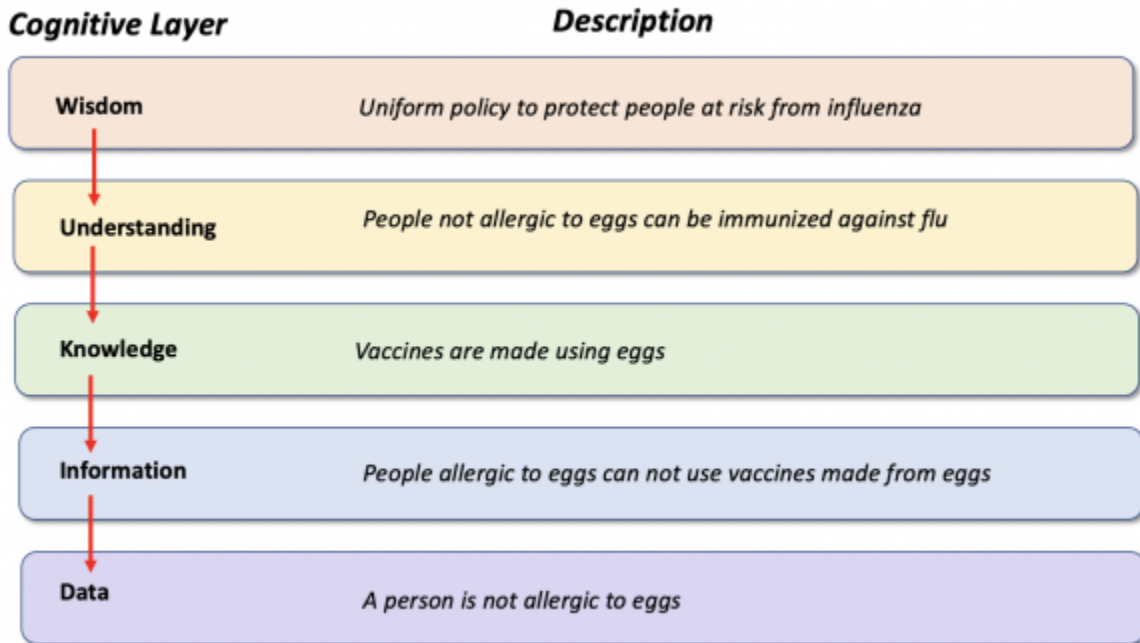 Cognitive Layer Description
Wisdom Uniform policy to protect people at risk from influenza
Understanding People not allergic to eggs can be immunized against flu
Knowledge Vaccines are made using eggs
Information People allergic to eggs can not use vaccines made from eggs
Data A person is not allergic to eggs